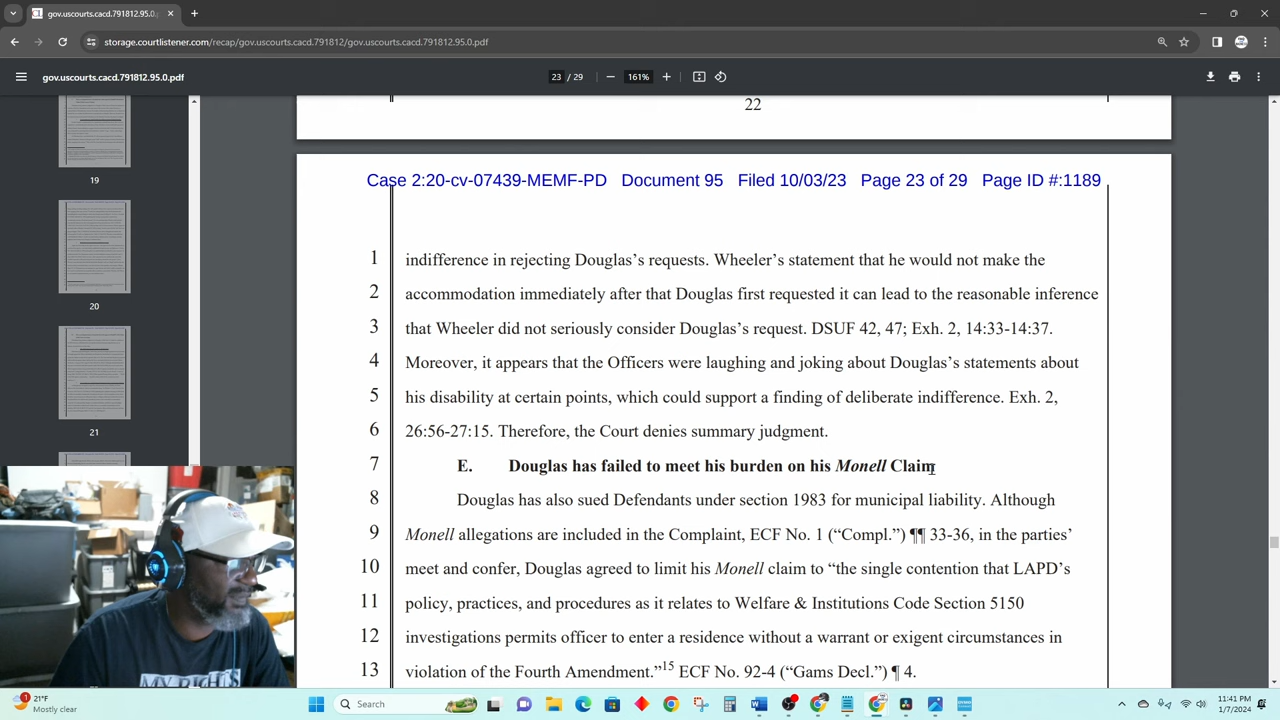 gov.uscourts.cacd.791812.95.0.p
storage.courtlistener.com/recap/gov.uscourts.cacd.791812/gov.uscourts.cacd.791812.95.0.pdf
gov.uscourts.cacd.791812.95.0.pdf
23 / 29
161%
22
19
20
21
Case 2:20-cv-07439-MEMF-PD Document 95 Filed 10/03/23 Page 23 of 29 Page ID #:1189
1 indifference in rejecting Douglas’s requests. Wheeler’s statement that he would not make the
2 accommodation immediately after that Douglas first requested it can lead to the reasonable inference
3 that Wheeler did not seriously consider Douglas’s request. DSUF 42, 47; Exh. 2, 14:33-14:37.
4 Moreover, it appears that the Officers were laughing and joking about Douglas’s statements about
5 his disability at certain points, which could support a finding of deliberate indifference. Exh. 2,
6 26:56-27:15. Therefore, the Court denies summary judgment.
7 E. Douglas has failed to meet his burden on his Monell Claim
8 Douglas has also sued Defendants under section 1983 for municipal liability. Although
9 Monell allegations are included in the Complaint, ECF No. 1 (“Compl.”) ¶¶ 33-36, in the parties’
10 meet and confer, Douglas agreed to limit his Monell claim to “the single contention that LAPD’s
11 policy, practices, and procedures as it relates to Welfare & Institutions Code Section 5150
12 investigations permits officer to enter a residence without a warrant or exigent circumstances in
13 violation of the Fourth Amendment.”15 ECF No. 92-4 (“Gams Decl.”) ¶ 4.
MY RIGHTS
21°F
Mostly clear
Search
11:41 PM
1/7/2024